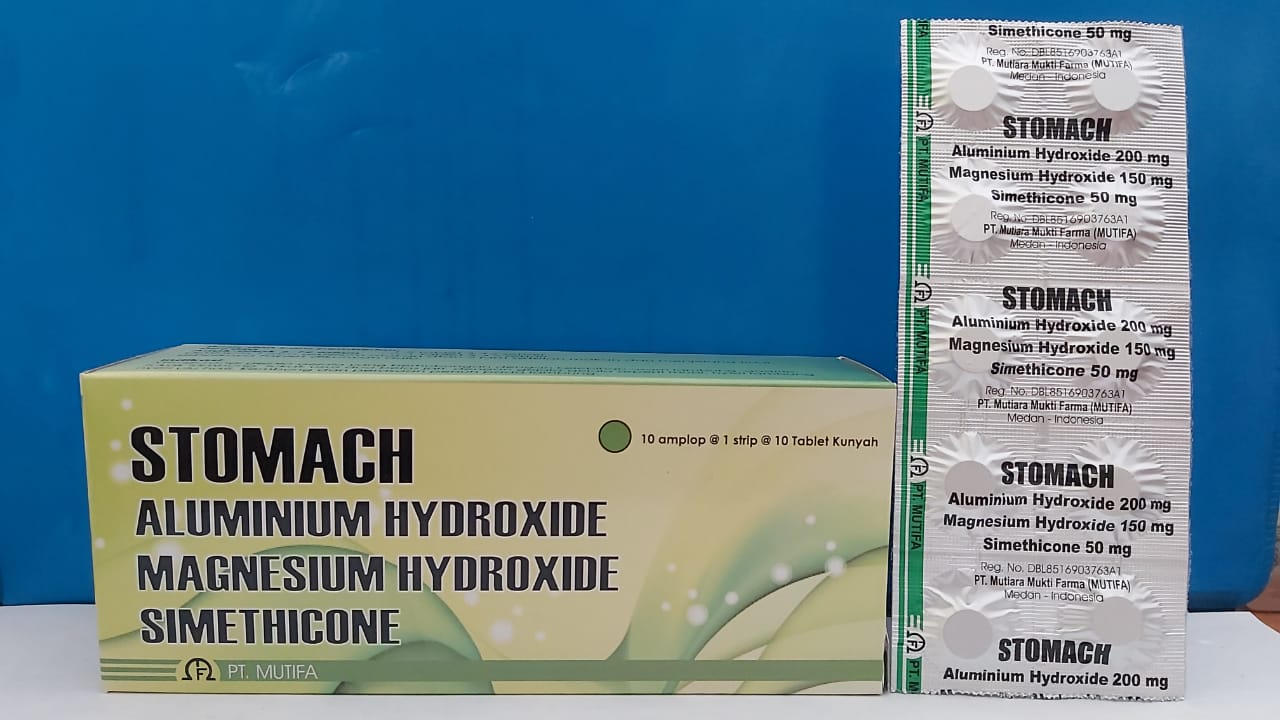 STOMACH
ALUMINIUM HYDROXIDE
MAGNESIUM HYDROXIDE
SIMETHICONE
PT. MUTIFA
10 amplop @ 1 strip @ 10 Tablet Kunyah
Simethicone 50 mg
Reg. No. DBL8516903763A1
PT. Mutiara Mukti Farma (MUTIFA)
Medan - Indonesia
STOMACH
Aluminium Hydroxide 200 mg
Magnesium Hydroxide 150 mg
Simethicone 50 mg
Reg. No. DBL8516903763A1
PT. Mutiara Mukti Farma (MUTIFA)
Medan - Indonesia
STOMACH
Aluminium Hydroxide 200 mg
Magnesium Hydroxide 150 mg
Simethicone 50 mg
Reg. No. DBL8516903763A1
PT. Mutiara Mukti Farma (MUTIFA)
Medan - Indonesia
STOMACH
Aluminium Hydroxide 200 mg
Magnesium Hydroxide 150 mg
Simethicone 50 mg
Reg. No. DBL8516903763A1
PT. Mutiara Mukti Farma (MUTIFA)
Medan - Indonesia
STOMACH
Aluminium Hydroxide 200 mg
PT. MUTIFA
PT. MUTIFA
PT. MUTIFA